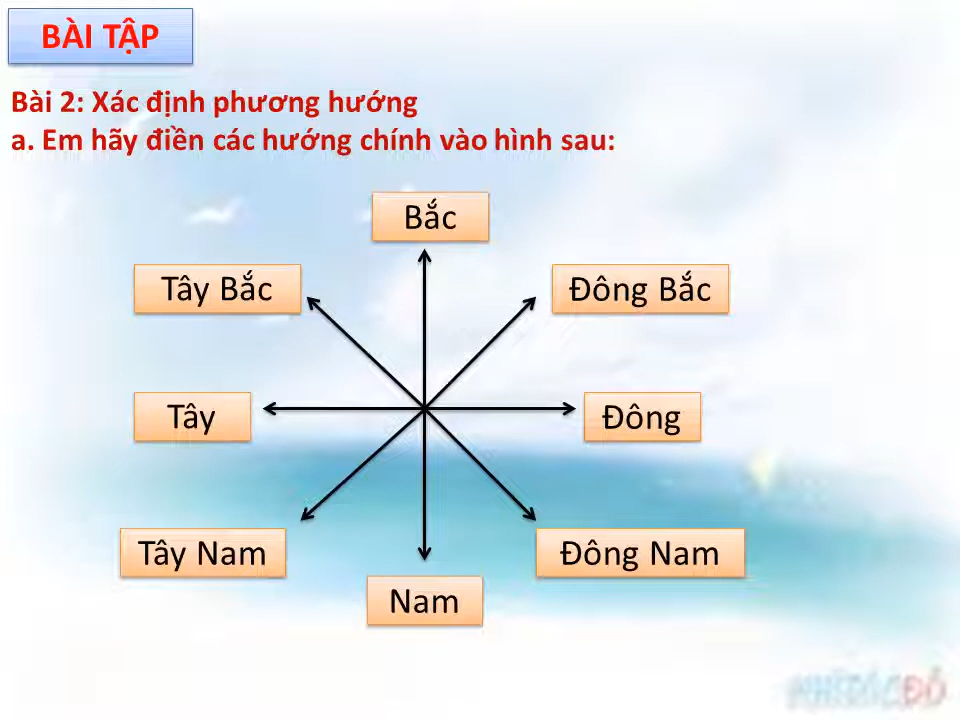 BÀI TẬP
Bài 2: Xác định phương hướng
a. Em hãy điền các hướng chính vào hình sau:
Bắc
Tây Bắc
Đông Bắc
Tây
Đông
Tây Nam
Đông Nam
Nam